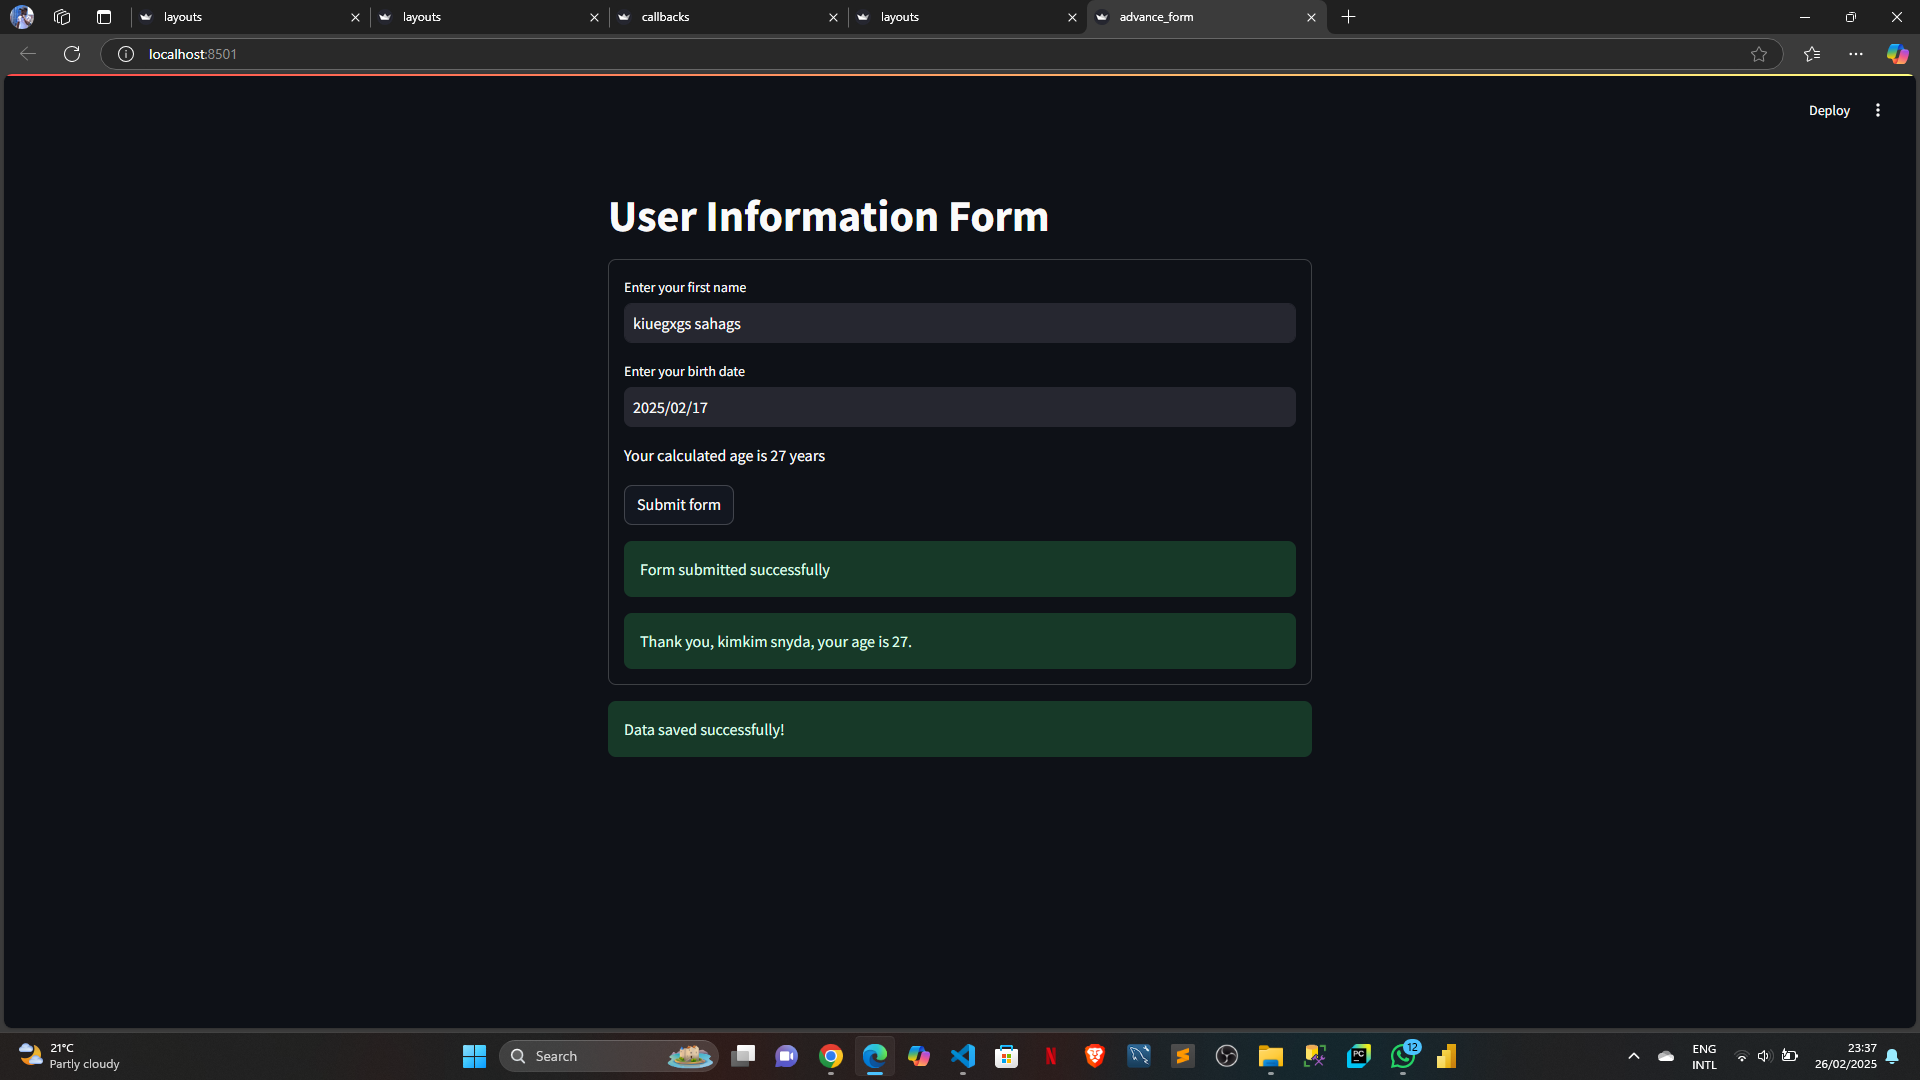 layouts
layouts
callbacks
layouts
advance_form
localhost:8501
Deploy
User Information Form
Enter your first name
kiuegxgs sahags
Enter your birth date
2025/02/17
Your calculated age is 27 years
Submit form
Form submitted successfully
Thank you, kimkim snyda, your age is 27.
Data saved successfully!
21°C
Partly cloudy
Search
N
PC
12
ENG
INTL
23:37
26/02/2025